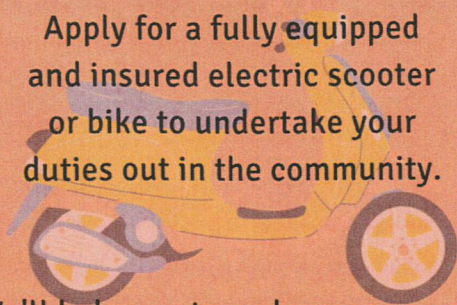 Apply for a fully equipped
and insured electric scooter
or bike to undertake your
duties out in the community.